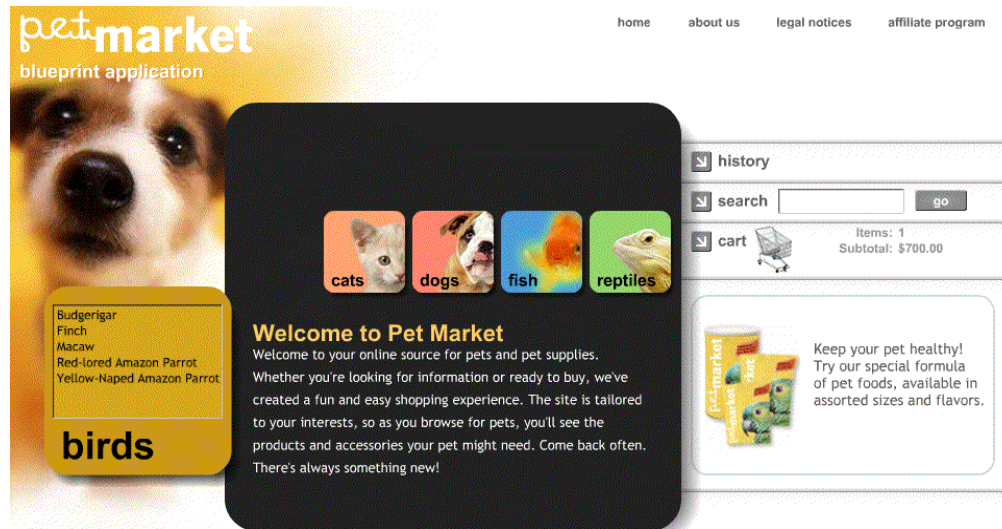 pet market
blueprint application
home
about us
legal notices
affiliate program
history
search
go
cart
Items: 1
Subtotal: $700.00
cats
dogs
fish
reptiles
Budgerigar
Finch
Macaw
Red-lored Amazon Parrot
Yellow-Naped Amazon Parrot
birds
Welcome to Pet Market
Welcome to your online source for pets and pet supplies.
Whether you're looking for information or ready to buy, we've
created a fun and easy shopping experience. The site is tailored
to your interests, so as you browse for pets, you'll see the
products and accessories your pet might need. Come back often.
There's always something new!
petmarket
petmarket
rket
Keep your pet healthy!
Try our special formula
of pet foods, available in
assorted sizes and flavors.